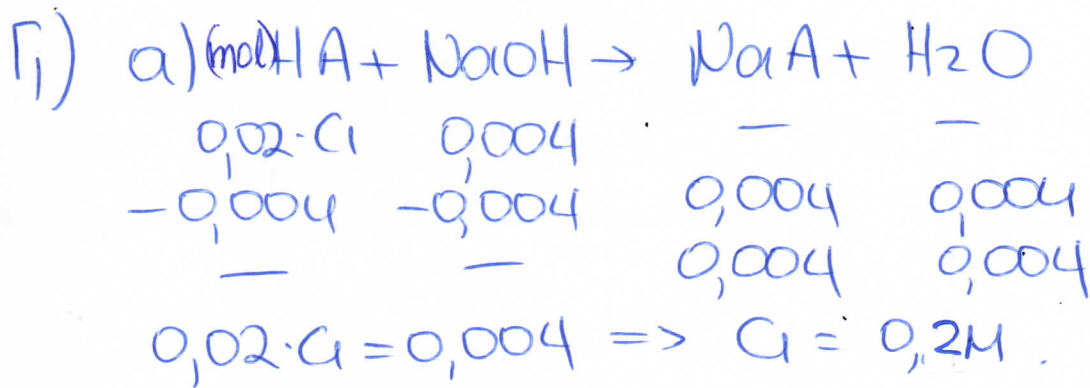 Γ1) α) (mol) HA + NaOH → NaA + H2O
0,02·C1 0,004 — —
-0,004 -0,004 0,004 0,004
— — 0,004 0,004
0,02·C1 = 0,004 => C1 = 0,2M.